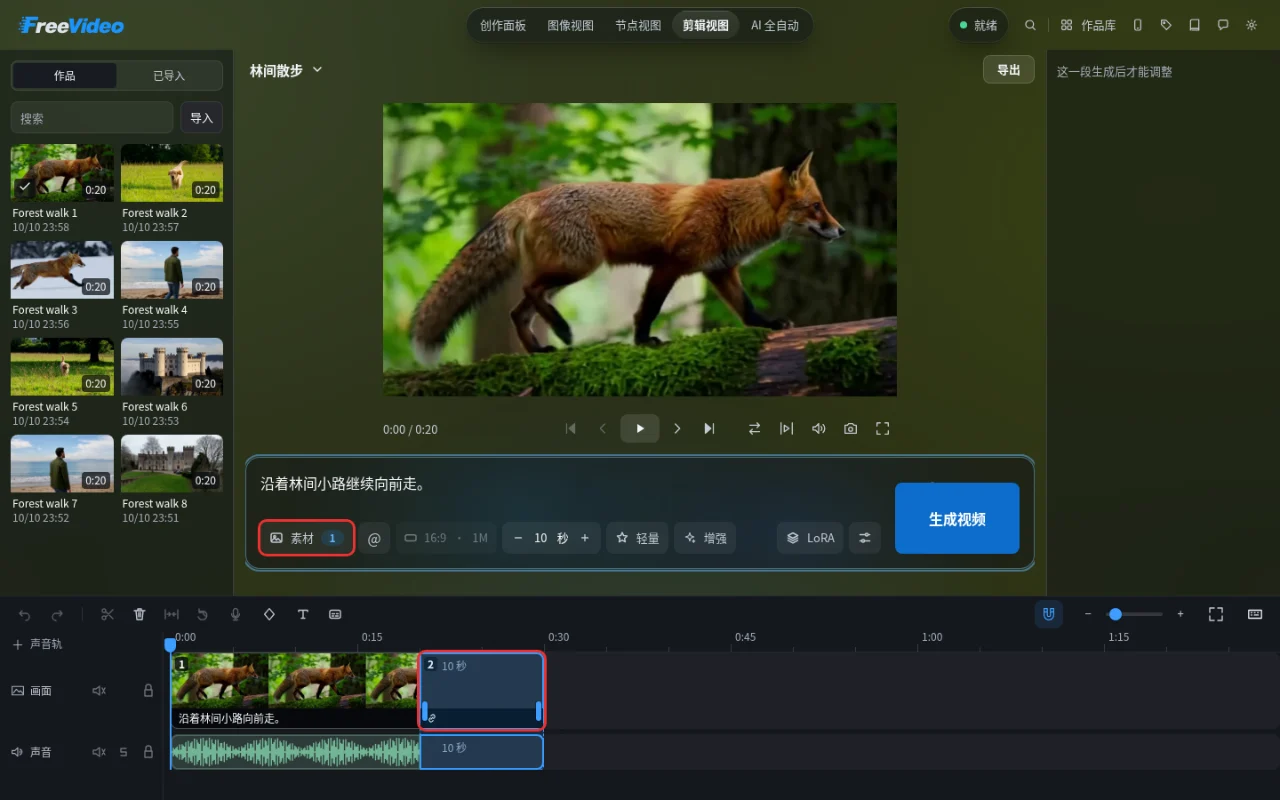 FreeVideo
创作面板 图像视图 节点视图 剪辑视图 AI 全自动
就绪
作品库
作品 已导入
搜索
导入
0:20 0:20
Forest walk 1 Forest walk 2
10/10 23:58 10/10 23:57
0:20 0:20
Forest walk 3 Forest walk 4
10/10 23:56 10/10 23:55
0:20 0:20
Forest walk 5 Forest walk 6
10/10 23:54 10/10 23:53
0:20 0:20
Forest walk 7 Forest walk 8
10/10 23:52 10/10 23:51
林间散步
导出
0:00 / 0:20
沿着林间小路继续向前走。
素材 1 @ 16:9 · 1M − 10 秒 + 轻量 增强 LoRA
生成视频
这一段生成后才能调整
+ 声音轨
0:00 0:15 0:30 0:45 1:00 1:15
画面
1
沿着林间小路向前走。
2 10 秒
声音 S
10 秒